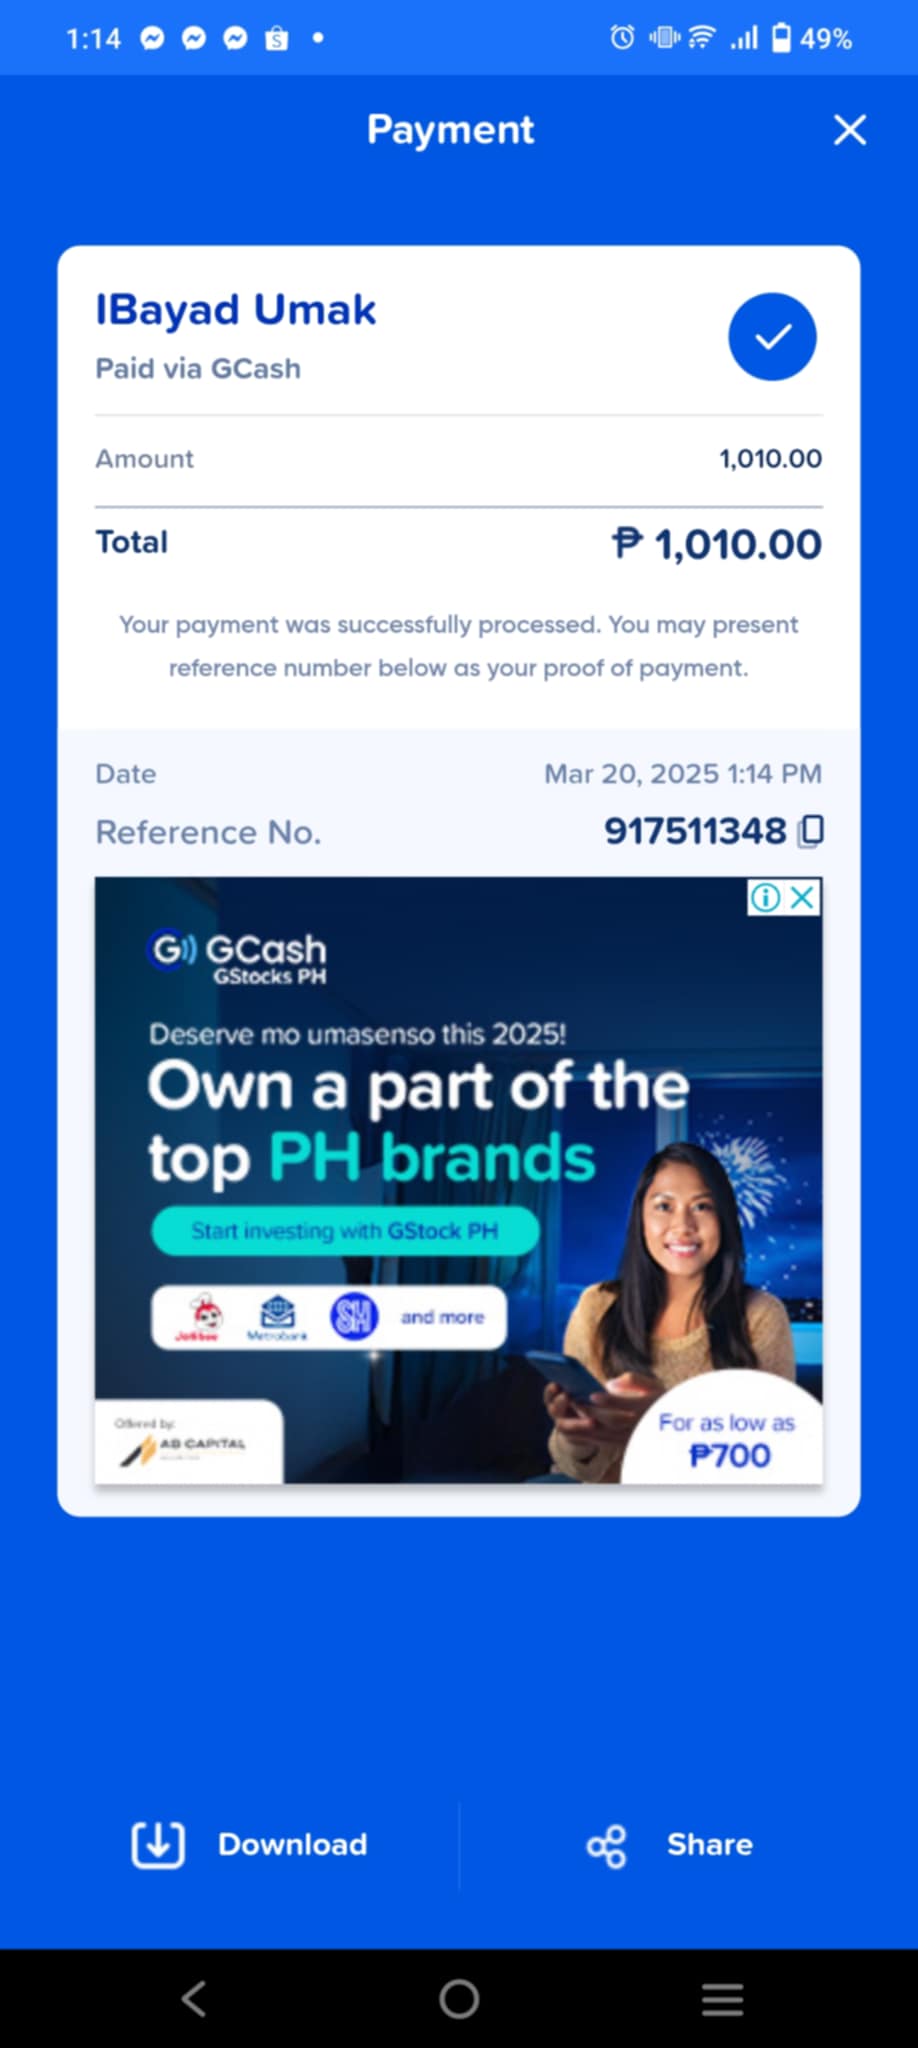 1:14
49%
Payment
IBayad Umak
Paid via GCash
Amount 1,010.00
Total ₱ 1,010.00
Your payment was successfully processed. You may present
reference number below as your proof of payment.
Date Mar 20, 2025 1:14 PM
Reference No. 917511348
G)) GCash
GStocks PH
Deserve mo umasenso this 2025!
Own a part of the
top PH brands
Start investing with GStock PH
Jollibee Metrobank SM and more
Offered by:
AB CAPITAL
For as low as
₱700
Download Share